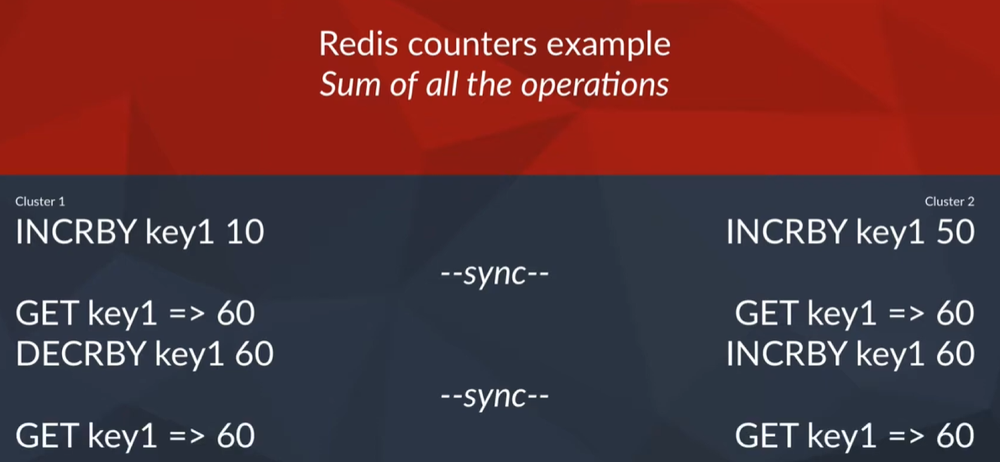 Redis counters example
Sum of all the operations
Cluster 1
Cluster 2
INCRBY key1 10
INCRBY key1 50
--sync--
GET key1 => 60
GET key1 => 60
DECRBY key1 60
INCRBY key1 60
--sync--
GET key1 => 60
GET key1 => 60